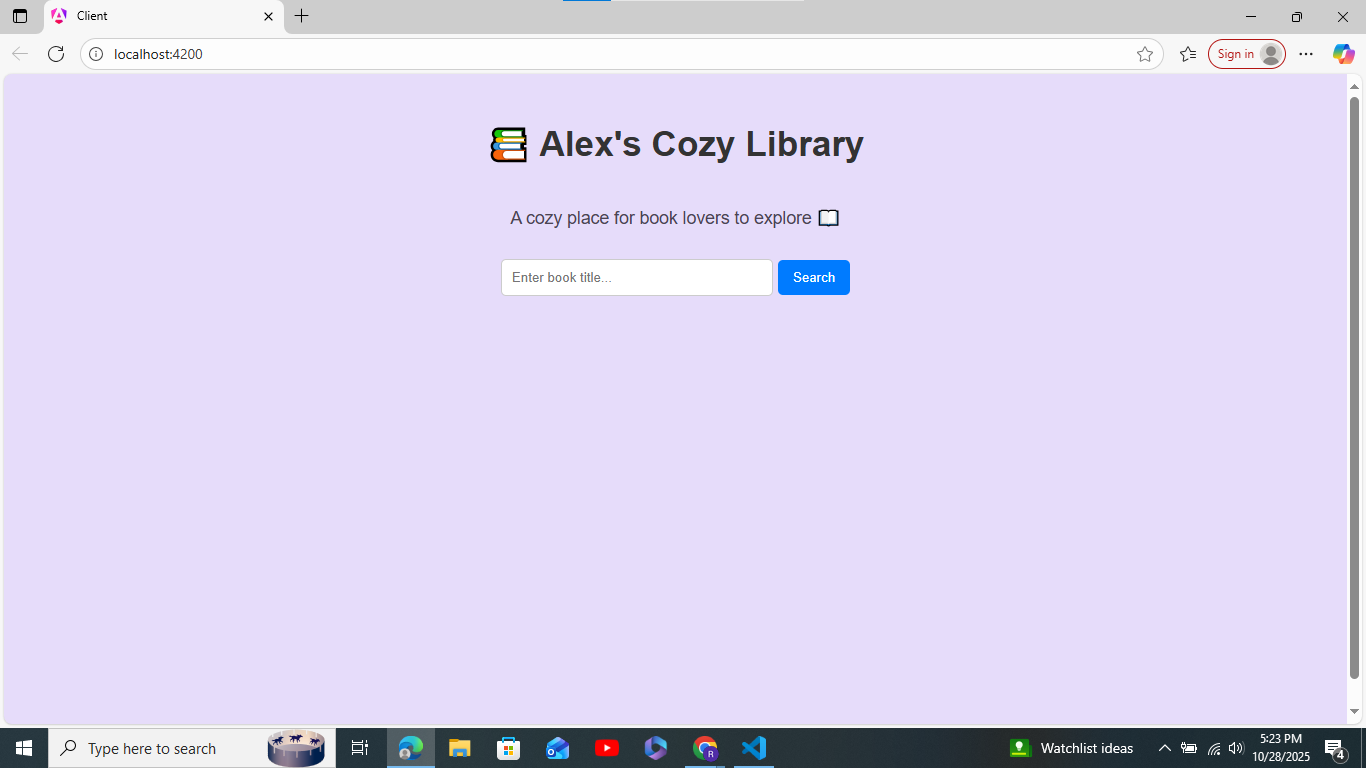 Client
localhost:4200
Sign in
📚 Alex's Cozy Library
A cozy place for book lovers to explore 📖
Enter book title...
Search
Type here to search
Watchlist ideas
5:23 PM
10/28/2025
4
R